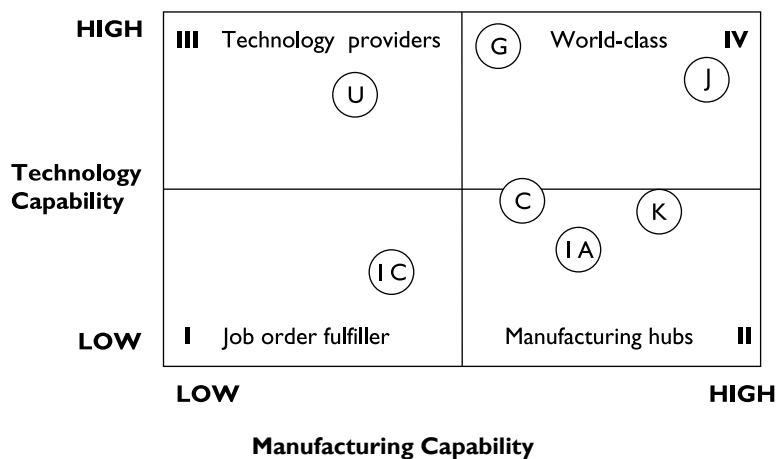 HIGH
III Technology providers
G
World-class IV
J
U
Technology
Capability
C
K
I A
I C
I Job order fulfiller
Manufacturing hubs II
LOW
LOW
HIGH
Manufacturing Capability